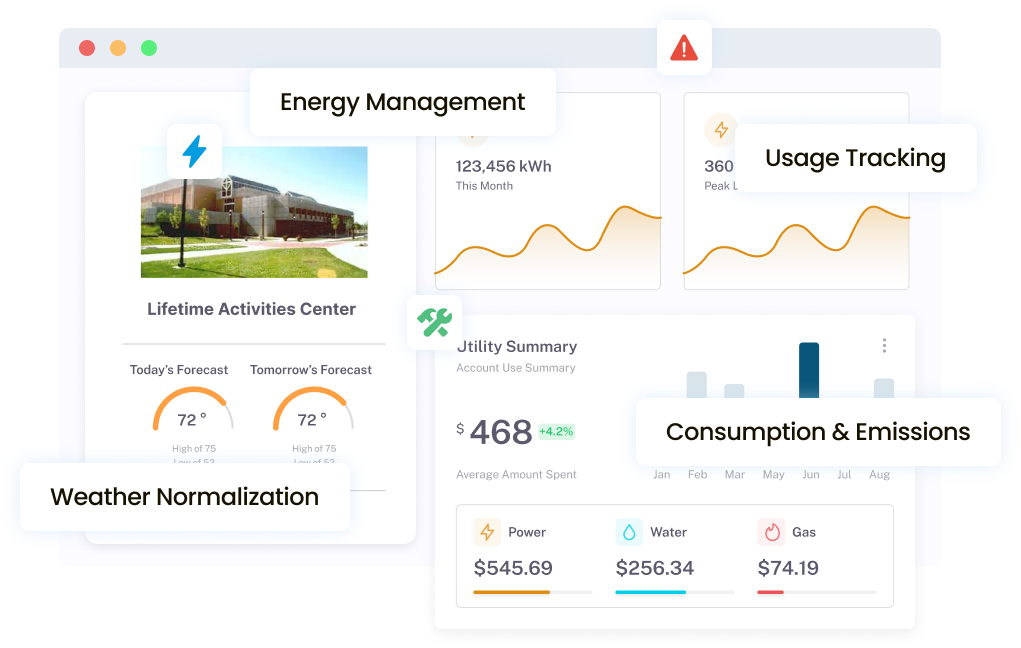 Energy Management
123,456 kWh
This Month
Usage Tracking
360
Peak
Lifetime Activities Center
Today's Forecast
Tomorrow's Forecast
72 °
72 °
High of 75
High of 75
Low of 52
Low of 52
Weather Normalization
Utility Summary
Account Use Summary
$ 468 +4.2%
Average Amount Spent
Consumption & Emissions
Jan Feb Mar May Jun Jul Aug
Power Water Gas
$545.69 $256.34 $74.19